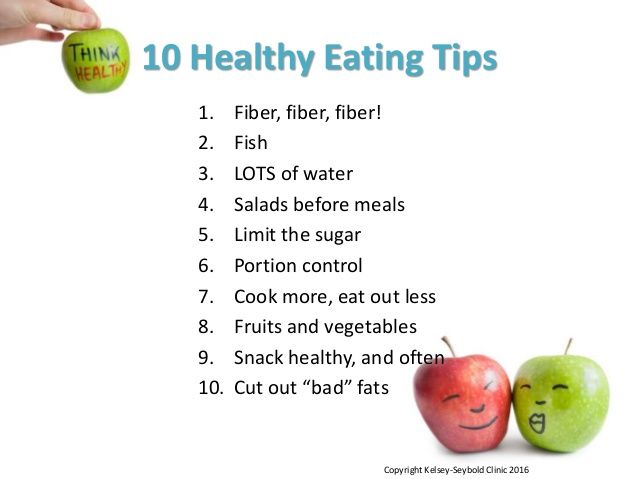 THINK
HEALTHY
10 Healthy Eating Tips
1. Fiber, fiber, fiber!
2. Fish
3. LOTS of water
4. Salads before meals
5. Limit the sugar
6. Portion control
7. Cook more, eat out less
8. Fruits and vegetables
9. Snack healthy, and often
10. Cut out “bad” fats
Copyright Kelsey-Seybold Clinic 2016